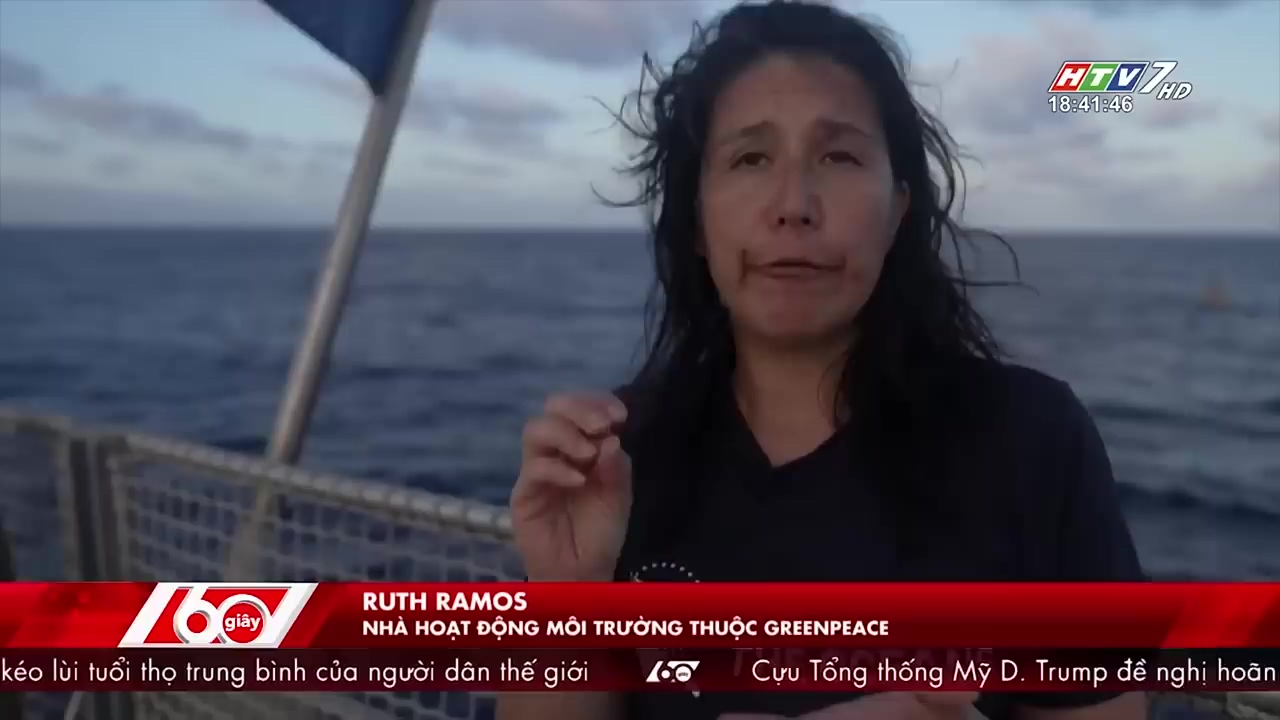 HTV7 HD
18:41:46
60 giây
RUTH RAMOS
NHÀ HOẠT ĐỘNG MÔI TRƯỜNG THUỘC GREENPEACE
kéo lùi tuổi thọ trung bình của người dân thế giới
60
Cựu Tổng thống Mỹ D. Trump đề nghị hoãn